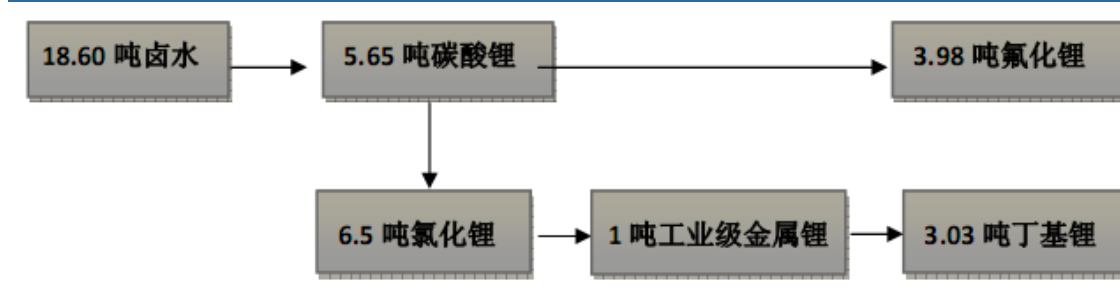 18.60 吨卤水
5.65 吨碳酸锂
3.98 吨氟化锂
6.5 吨氯化锂
1 吨工业级金属锂
3.03 吨丁基锂